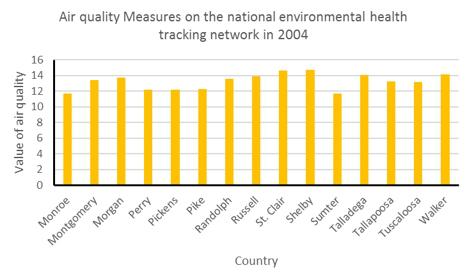 Air quality Measures on the national environmental health
tracking network in 2004
Value of air quality
16
14
12
10
8
6
4
2
0
Monroe
Montgomery
Morgan
Perry
Pickens
Pike
Randolph
Russell
St. Clair
Shelby
Sumter
Talladega
Tallapoosa
Tuscaloosa
Walker
Country